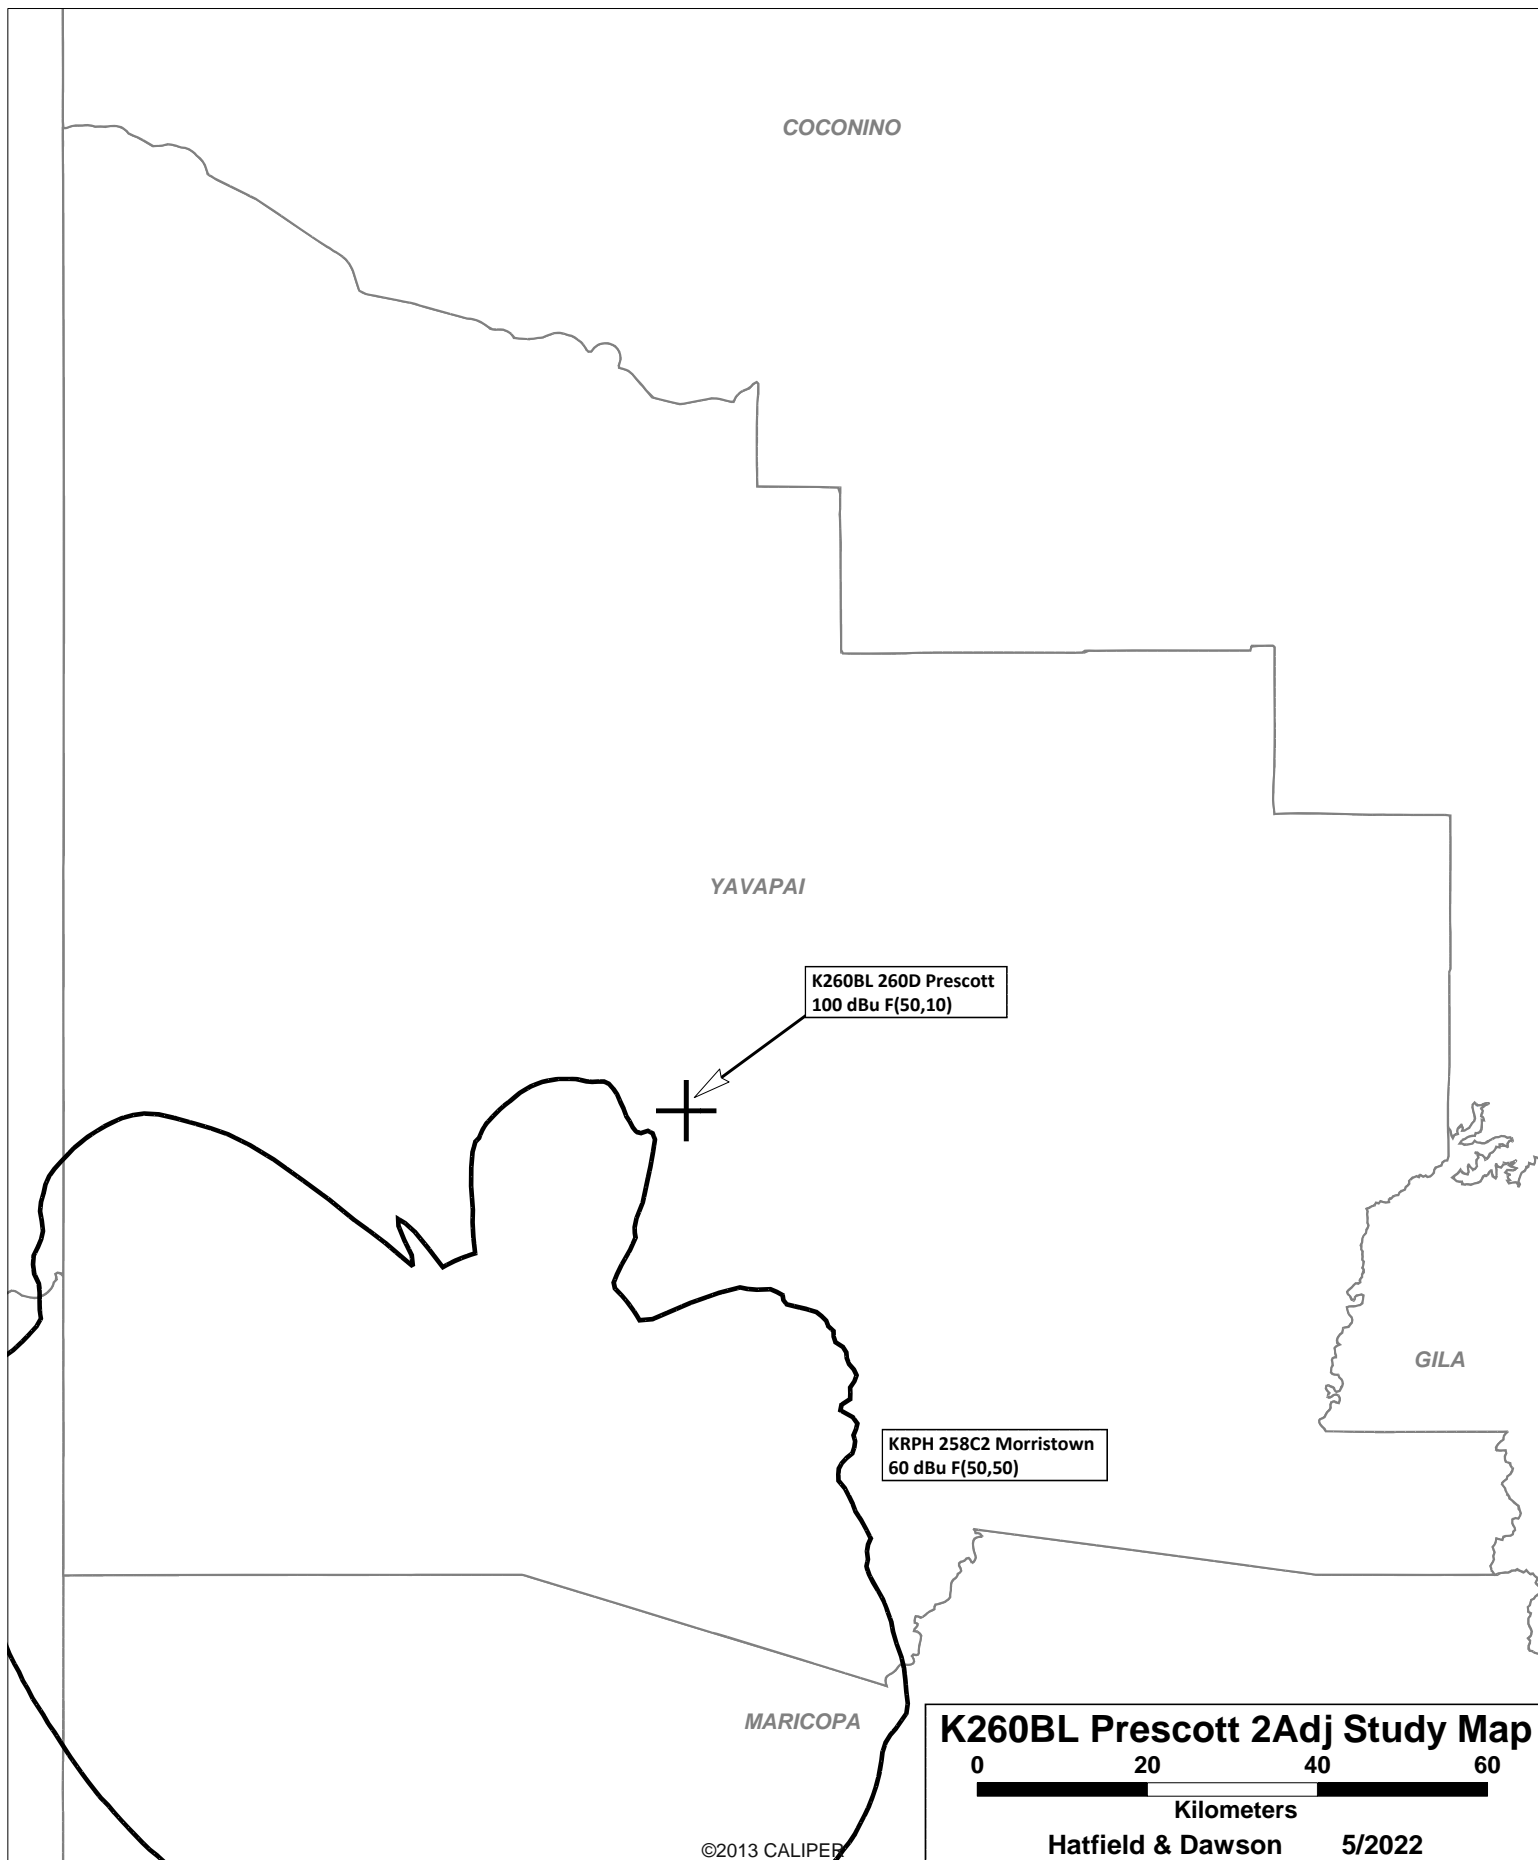 COCONINO
YAVAPAI
K260BL 260D Prescott
100 dBu F(50,10)
GILA
KRPH 258C2 Morristown
60 dBu F(50,50)
MARICOPA
K260BL Prescott 2Adj Study Map
0 20 40 60
Kilometers
Hatfield & Dawson 5/2022
©2013 CALIPER